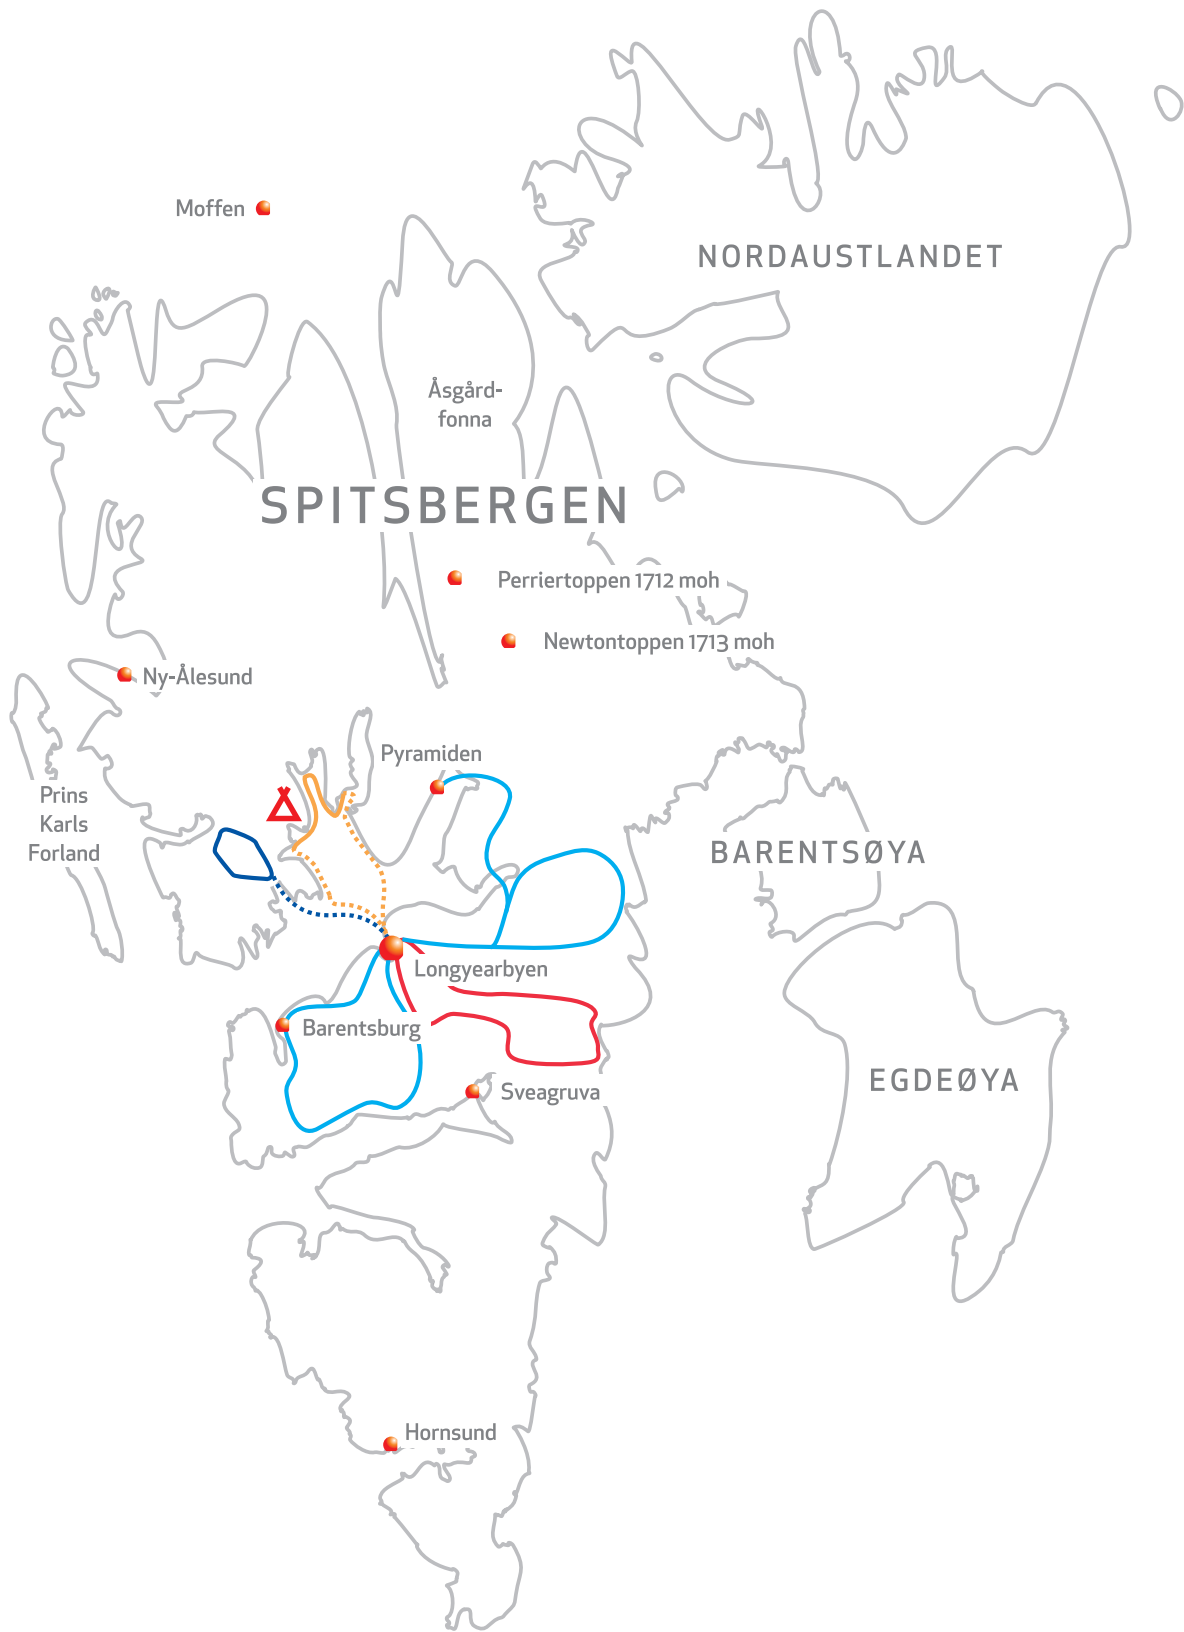 Moffen
NORDAUSTLANDET
Åsgård-
fonna
SPITSBERGEN
Perriertoppen 1712 moh
Newtontoppen 1713 moh
Ny-Ålesund
Pyramiden
Prins
Karls
Forland
BARENTSØYA
Longyearbyen
Barentsburg
EGDEØYA
Sveagruva
Hornsund